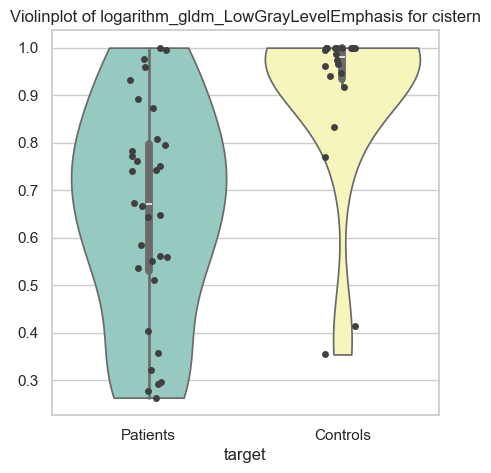 Violinplot of logarithm_gldm_LowGrayLevelEmphasis for cistern
1.0
0.9
0.8
0.7
0.6
0.5
0.4
0.3
Patients
Controls
target